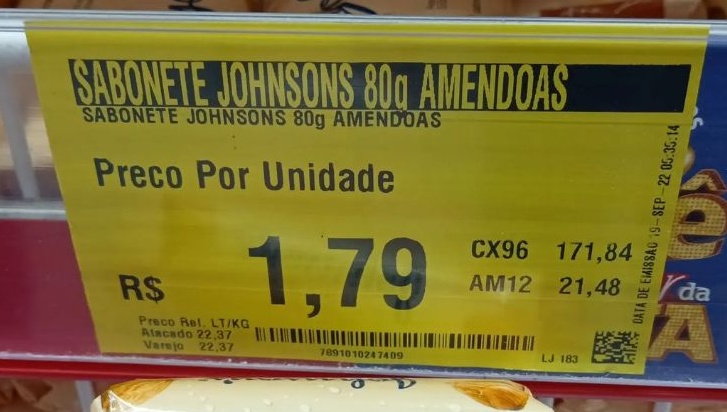 SABONETE JOHNSONS 80g AMENDOAS
SABONETE JOHNSONS 80g AMENDOAS
Preco Por Unidade
R$ 1,79
CX96 171,84
AM12 21,48
Preco Ref. LT/KG
Atacado 22,37
Varejo 22,37
7891010247409
LJ 183
DATA DE EMISSAO 19-SEP-22 05:35:14
da